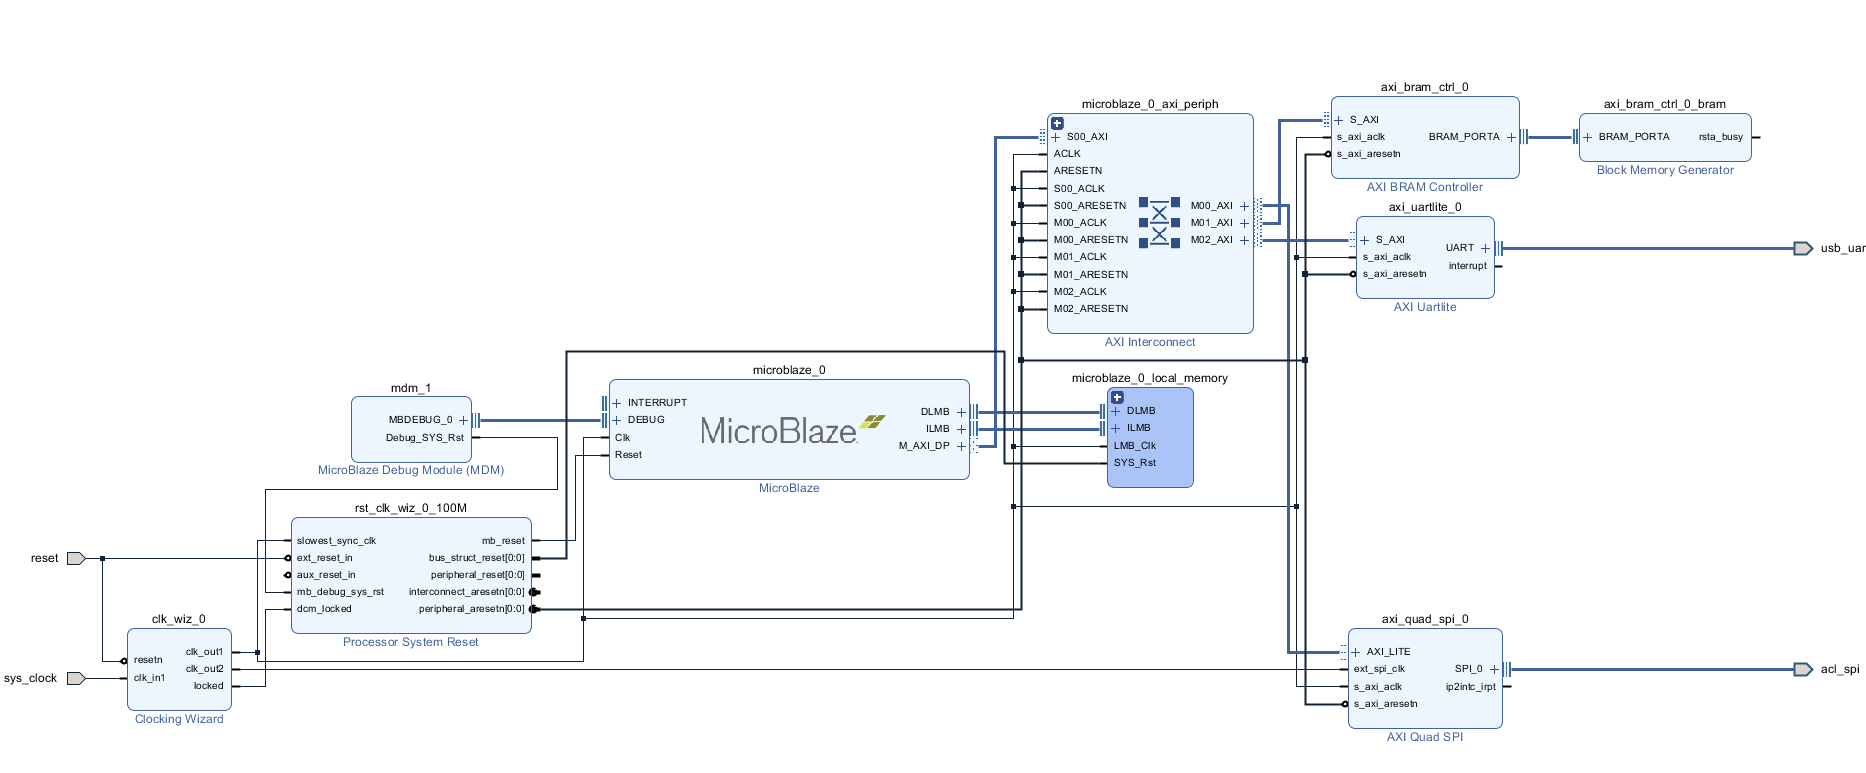 microblaze_0_axi_periph
S00_AXI
ACLK
ARESETN
S00_ACLK
S00_ARESETN
M00_ACLK
M00_ARESETN
M01_ACLK
M01_ARESETN
M02_ACLK
M02_ARESETN
M00_AXI
M01_AXI
M02_AXI
AXI Interconnect
axi_bram_ctrl_0
S_AXI
s_axi_aclk
s_axi_aresetn
BRAM_PORTA
AXI BRAM Controller
axi_bram_ctrl_0_bram
BRAM_PORTA
rsta_busy
Block Memory Generator
axi_uartlite_0
S_AXI
s_axi_aclk
s_axi_aresetn
UART
interrupt
AXI Uartlite
usb_uar
mdm_1
MBDEBUG_0
Debug_SYS_Rst
MicroBlaze Debug Module (MDM)
microblaze_0
INTERRUPT
DEBUG
Clk
Reset
MicroBlaze
DLMB
ILMB
M_AXI_DP
MicroBlaze
microblaze_0_local_memory
DLMB
ILMB
LMB_Clk
SYS_Rst
rst_clk_wiz_0_100M
slowest_sync_clk
ext_reset_in
aux_reset_in
mb_debug_sys_rst
dcm_locked
mb_reset
bus_struct_reset[0:0]
peripheral_reset[0:0]
interconnect_aresetn[0:0]
peripheral_aresetn[0:0]
Processor System Reset
reset
sys_clock
clk_wiz_0
resetn
clk_in1
clk_out1
clk_out2
locked
Clocking Wizard
axi_quad_spi_0
AXI_LITE
ext_spi_clk
s_axi_aclk
s_axi_aresetn
SPI_0
ip2intc_irpt
AXI Quad SPI
acl_spi